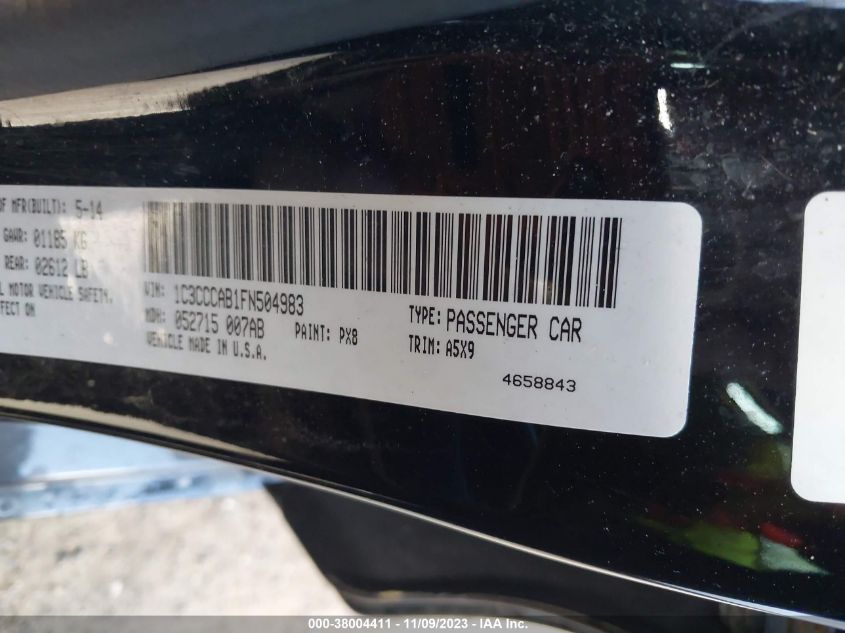 OF MFR(BUILT): 5-14
GAWR: 01185 KG
REAR: 02612 LB
L MOTOR VEHICLE SAFETY,
FECT ON
VIN: 1C3CCCAB1FN504983
MDH: 052715 007AB
PAINT: PX8
VEHICLE MADE IN U.S.A.
TYPE: PASSENGER CAR
TRIM: A5X9
4658843
000-38004411 - 11/09/2023 - IAA Inc.